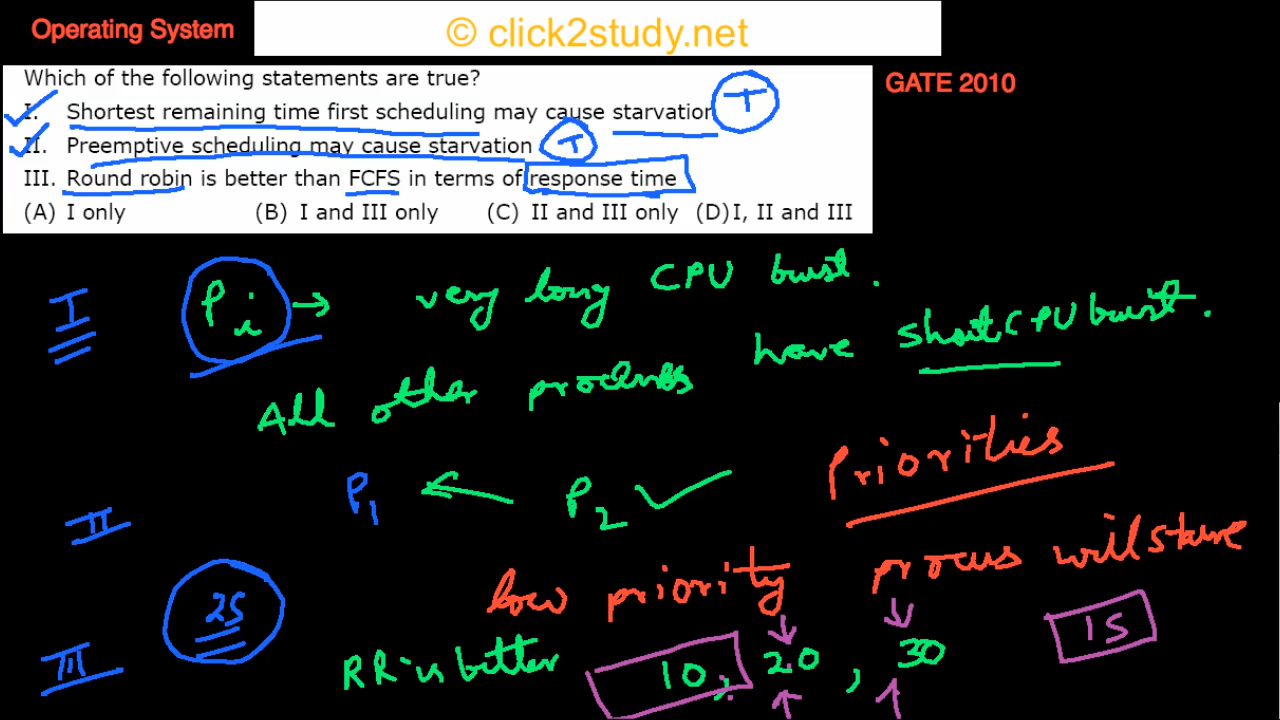 Operating System
© click2study.net
Which of the following statements are true?
GATE 2010
I. Shortest remaining time first scheduling may cause starvation T
II. Preemptive scheduling may cause starvation T
III. Round robin is better than FCFS in terms of response time
(A) I only (B) I and III only (C) II and III only (D) I, II and III
I Pi → very long CPU burst.
All other processes have short CPU burst.
Priorities
II P1 ← P2 ✓
low priority process will starve
25
III RR is better 10, 20, 30 15